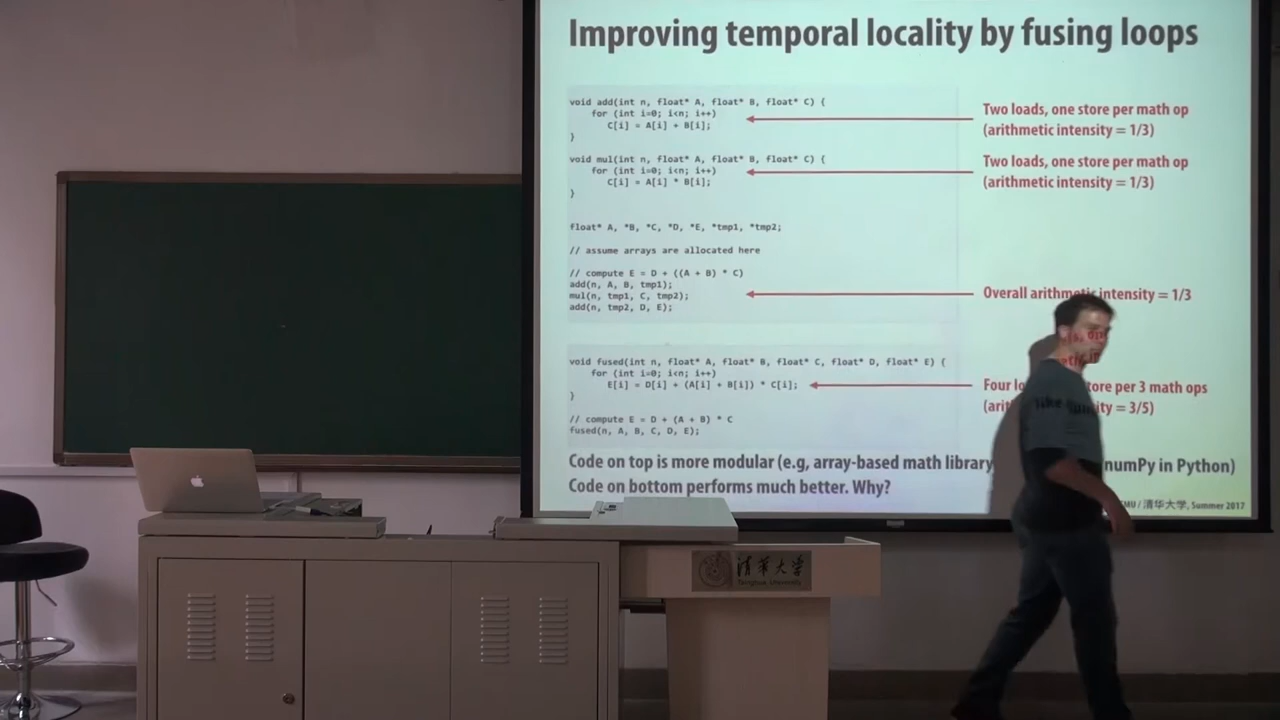 Improving temporal locality by fusing loops
void add(int n, float* A, float* B, float* C) {
for (int i=0; i<n; i++)
C[i] = A[i] + B[i];
}
Two loads, one store per math op
(arithmetic intensity = 1/3)
void mul(int n, float* A, float* B, float* C) {
for (int i=0; i<n; i++)
C[i] = A[i] * B[i];
}
Two loads, one store per math op
(arithmetic intensity = 1/3)
float* A, *B, *C, *D, *E, *tmp1, *tmp2;
// assume arrays are allocated here
// compute E = D + ((A + B) * C)
add(n, A, B, tmp1);
mul(n, tmp1, C, tmp2);
add(n, tmp2, D, E);
Overall arithmetic intensity = 1/3
void fused(int n, float* A, float* B, float* C, float* D, float* E) {
for (int i=0; i<n; i++)
E[i] = D[i] + (A[i] + B[i]) * C[i];
}
Four store per 3 math ops
= 3/5)
// compute E = D + (A + B) * C
fused(n, A, B, C, D, E);
Code on top is more modular (e.g, array-based math library numPy in Python)
Code on bottom performs much better. Why?
清华大学, Summer 2017
清华大学
Tsinghua University